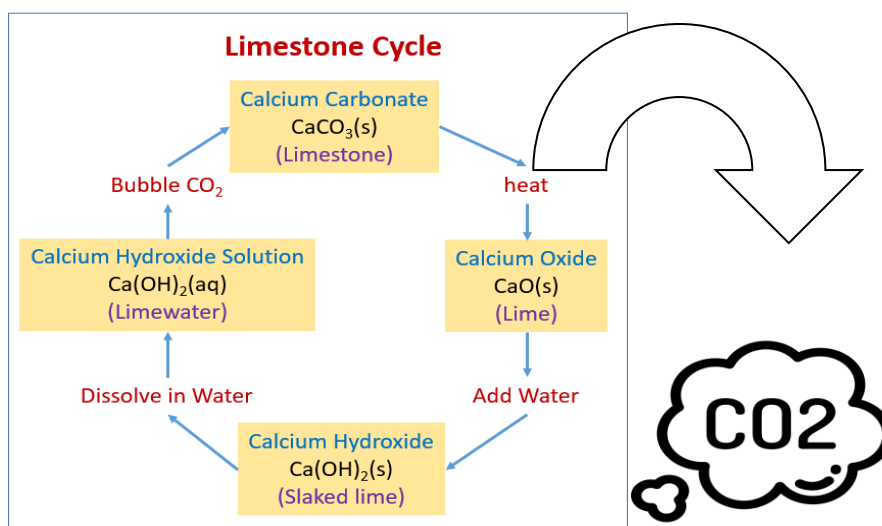 Limestone Cycle
Calcium Carbonate
CaCO₃(s)
(Limestone)
heat
Calcium Oxide
CaO(s)
(Lime)
Add Water
Calcium Hydroxide
Ca(OH)₂(s)
(Slaked lime)
Dissolve in Water
Calcium Hydroxide Solution
Ca(OH)₂(aq)
(Limewater)
Bubble CO₂
CO2